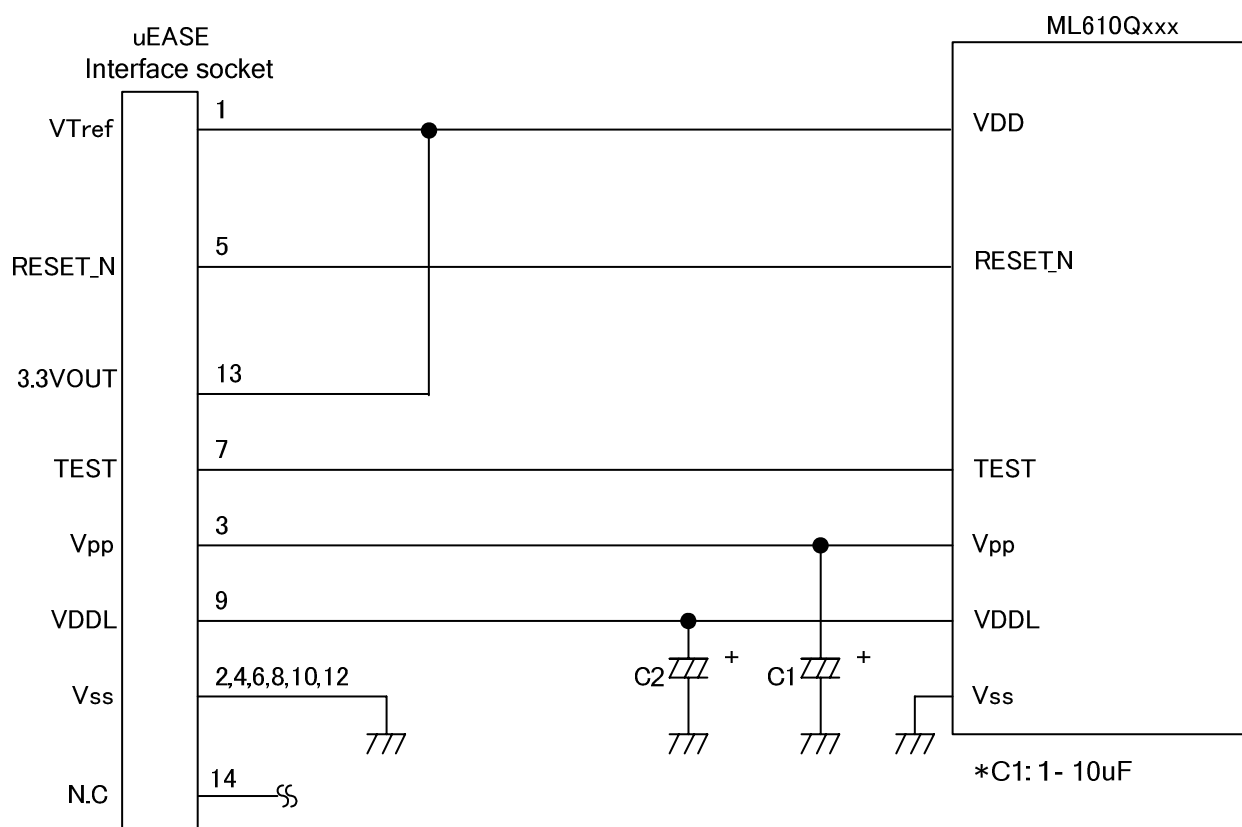 uEASE
Interface socket
ML610Qxxx
VTref
1
VDD
RESET_N
5
RESET_N
3.3VOUT
13
TEST
7
TEST
Vpp
3
Vpp
VDDL
9
VDDL
C2
+
C1
+
Vss
2,4,6,8,10,12
Vss
N.C
14
*C1: 1- 10uF